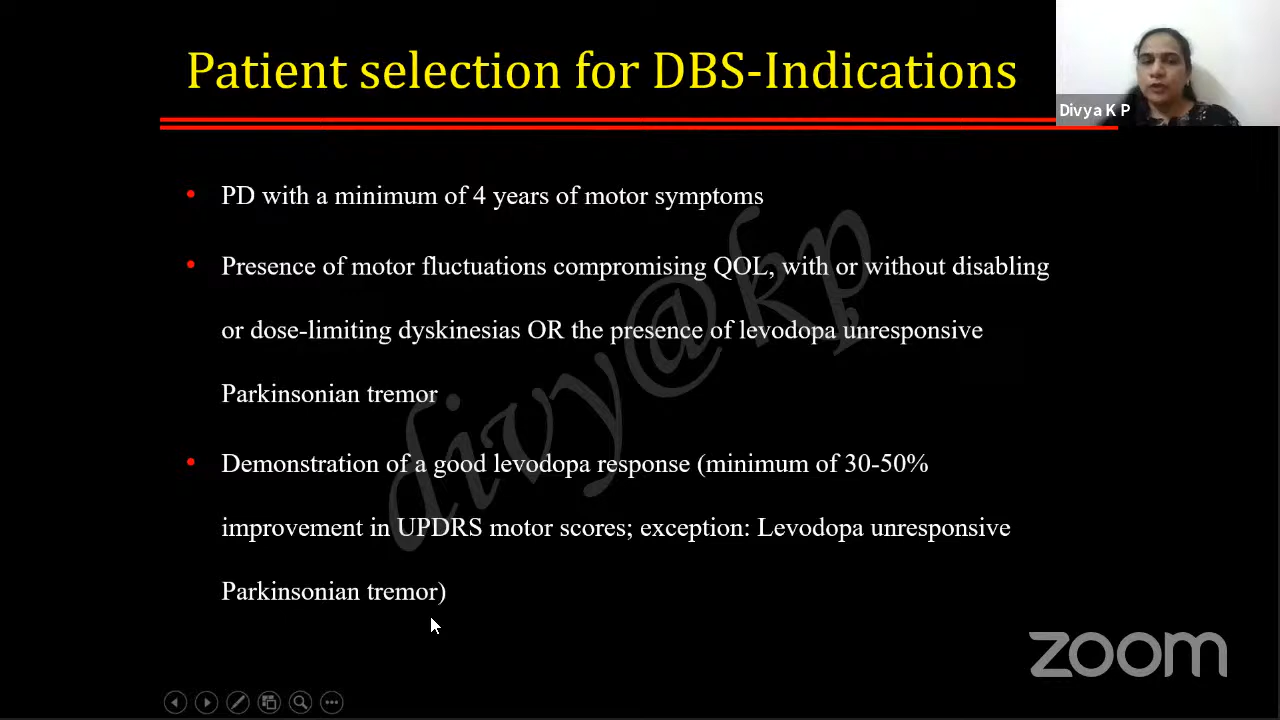 Patient selection for DBS-Indications
Divya K P
• PD with a minimum of 4 years of motor symptoms
• Presence of motor fluctuations compromising QOL, with or without disabling
or dose-limiting dyskinesias OR the presence of levodopa unresponsive
Parkinsonian tremor
• Demonstration of a good levodopa response (minimum of 30-50%
improvement in UPDRS motor scores; exception: Levodopa unresponsive
Parkinsonian tremor)
divy@kp
zoom